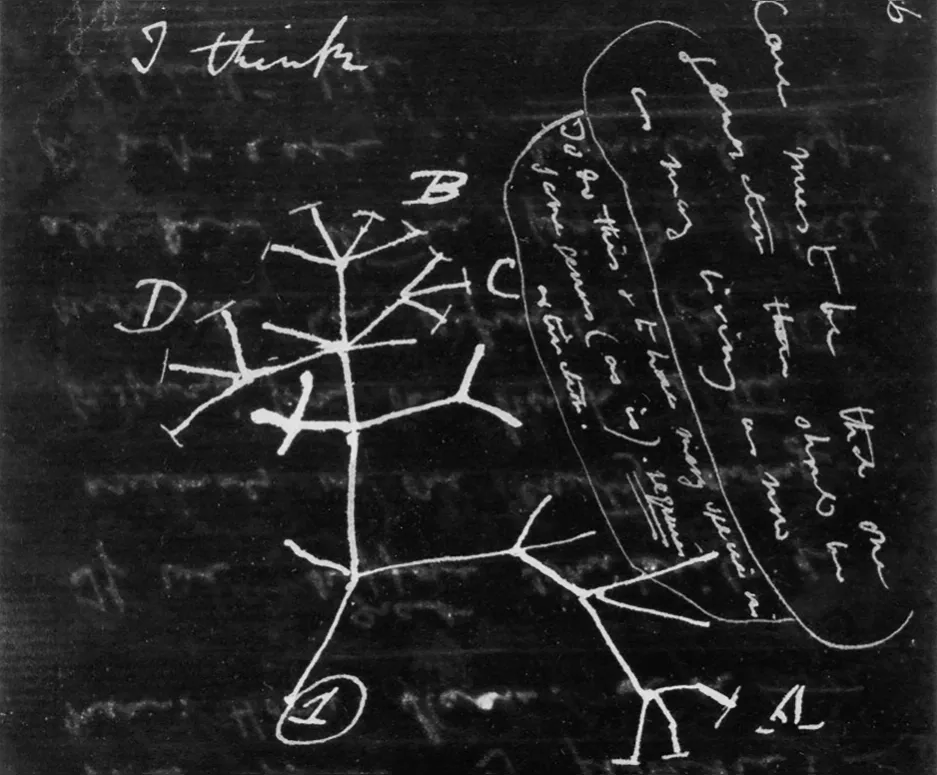 I think
B
C
D
A
1
Case must be that one
generation then should be
as many living as now
To do this & to have many species in
same genus (as is). requires
extinction.